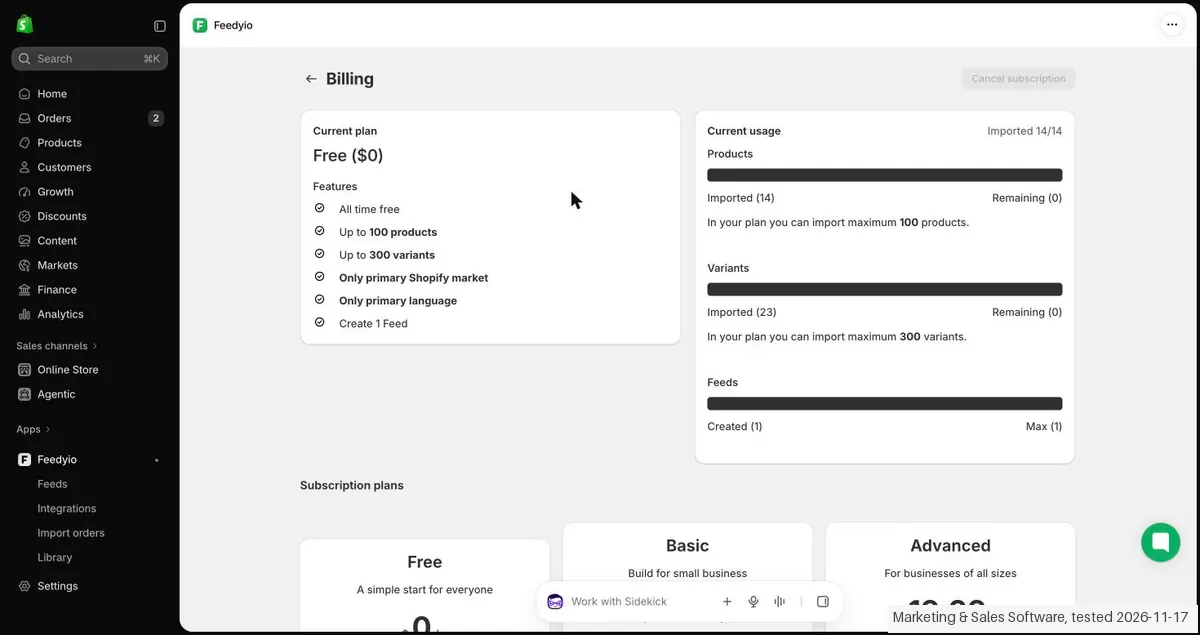 Feedyio
Search ⌘K
Home
Orders 2
Products
Customers
Growth
Discounts
Content
Markets
Finance
Analytics
Sales channels
Online Store
Agentic
Apps
Feedyio
Feeds
Integrations
Import orders
Library
Settings
Billing
Cancel subscription
Current plan
Free ($0)
Features
All time free
Up to 100 products
Up to 300 variants
Only primary Shopify market
Only primary language
Create 1 Feed
Current usage
Imported 14/14
Products
Imported (14) Remaining (0)
In your plan you can import maximum 100 products.
Variants
Imported (23) Remaining (0)
In your plan you can import maximum 300 variants.
Feeds
Created (1) Max (1)
Subscription plans
Free
A simple start for everyone
0
Basic
Build for small business
Advanced
For businesses of all sizes
Work with Sidekick
Marketing & Sales Software, tested 2026-11-17